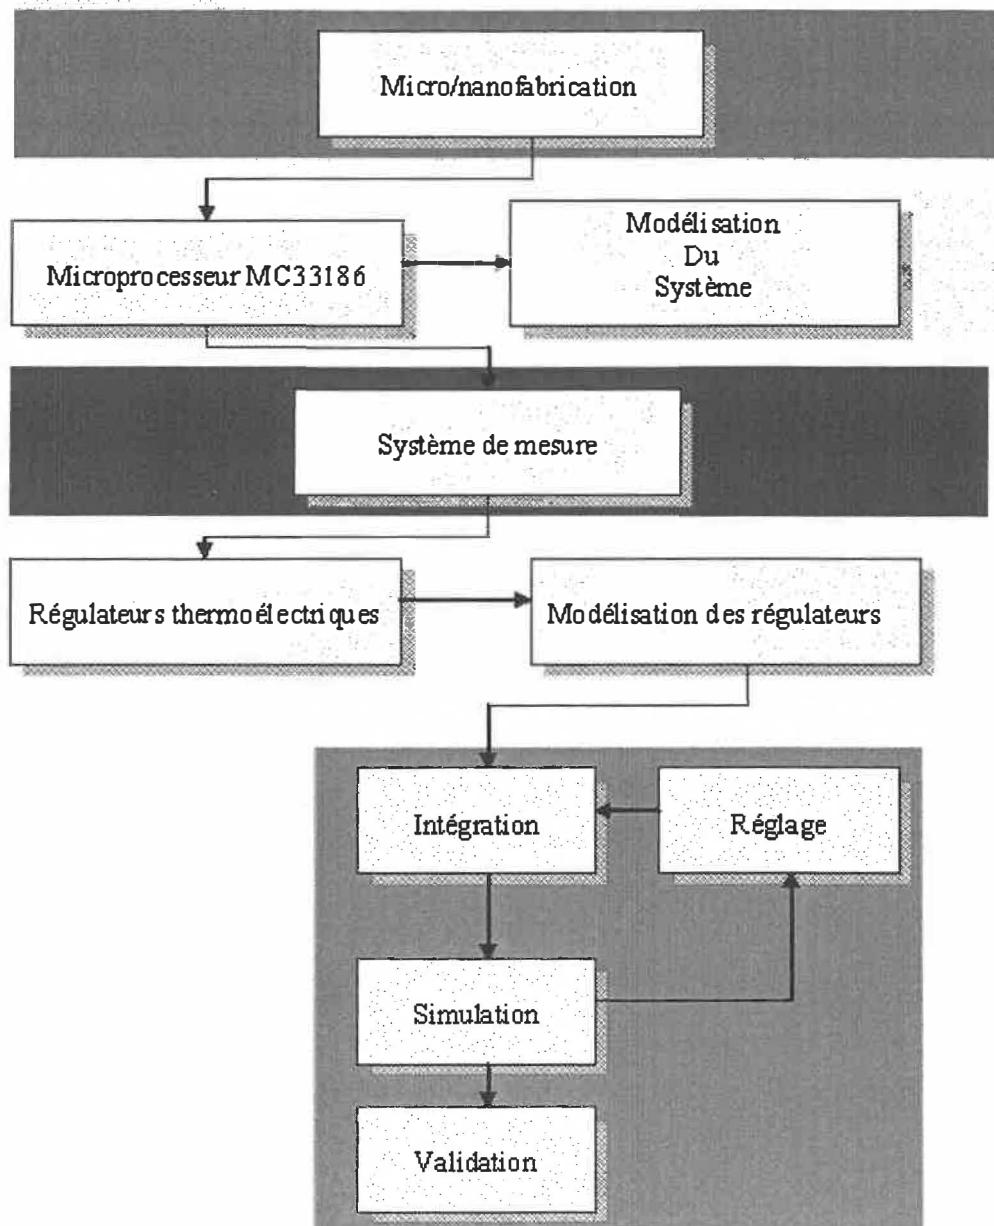 Micro/nanofabrication
Microprocesseur MC33186
Modélisation
Du
Système
Système de mesure
Régulateurs thermoélectriques
Modélisation des régulateurs
Intégration
Réglage
Simulation
Validation